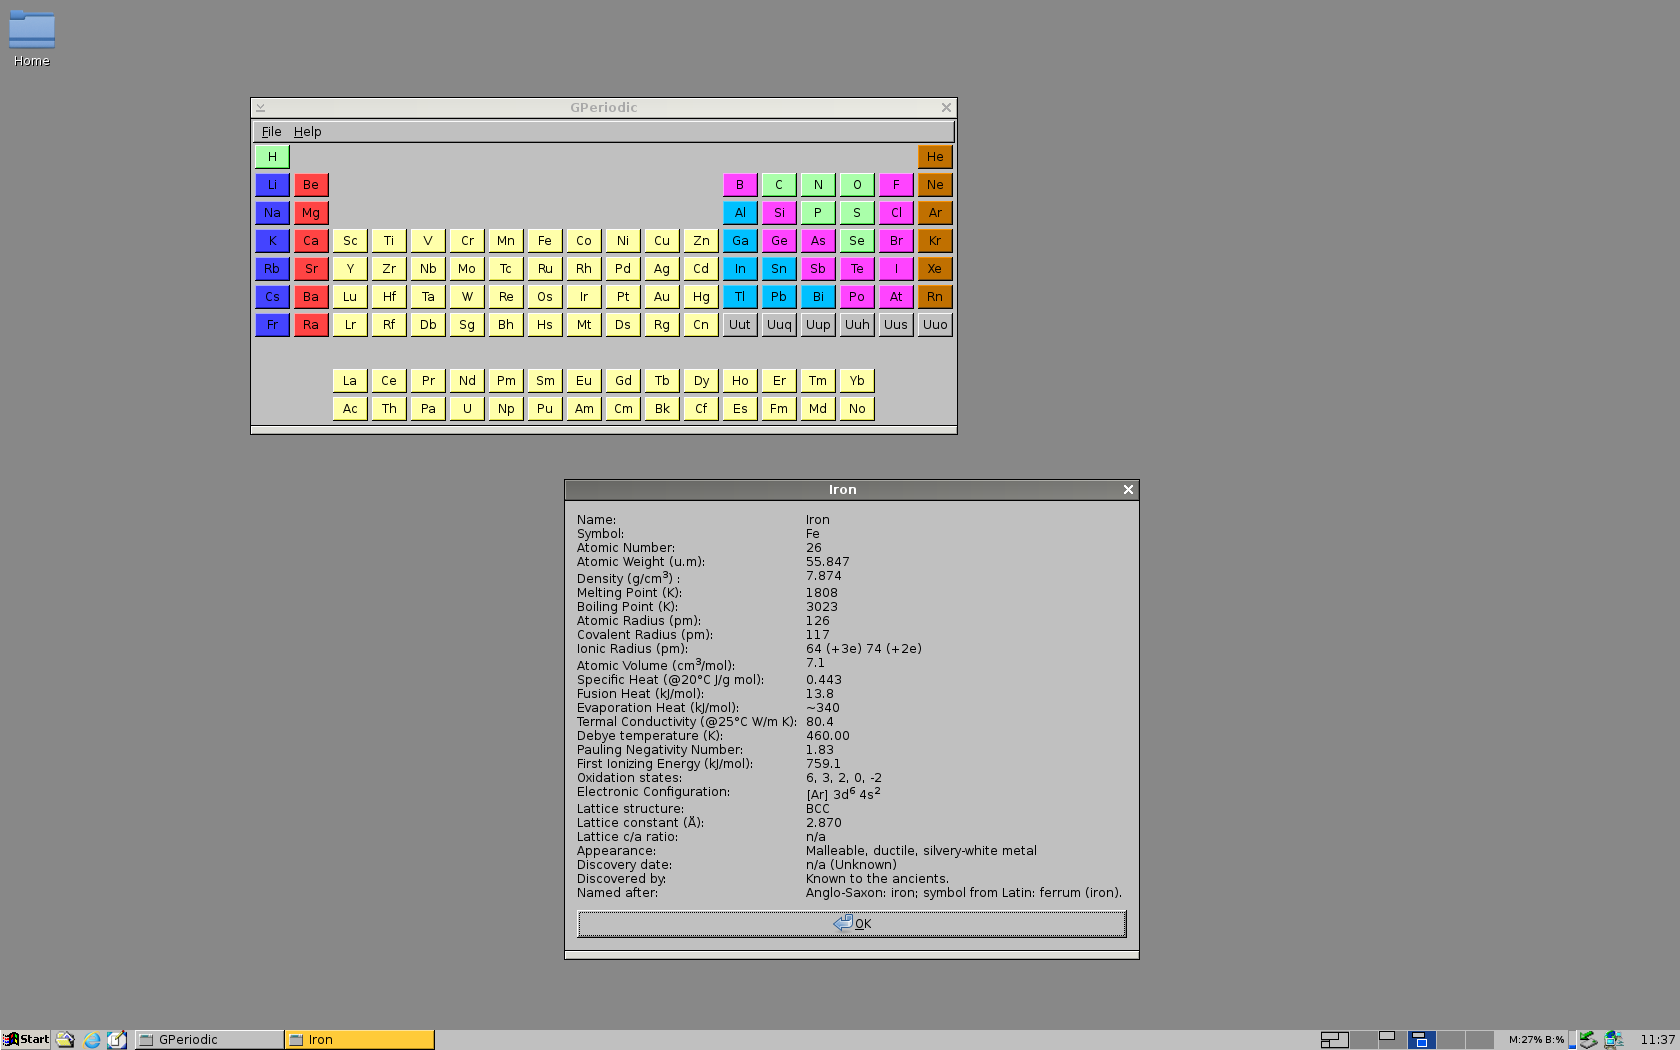 Home
GPeriodic
File Help
H He
Li Be B C N O F Ne
Na Mg Al Si P S Cl Ar
K Ca Sc Ti V Cr Mn Fe Co Ni Cu Zn Ga Ge As Se Br Kr
Rb Sr Y Zr Nb Mo Tc Ru Rh Pd Ag Cd In Sn Sb Te I Xe
Cs Ba Lu Hf Ta W Re Os Ir Pt Au Hg Tl Pb Bi Po At Rn
Fr Ra Lr Rf Db Sg Bh Hs Mt Ds Rg Cn Uut Uuq Uup Uuh Uus Uuo
La Ce Pr Nd Pm Sm Eu Gd Tb Dy Ho Er Tm Yb
Ac Th Pa U Np Pu Am Cm Bk Cf Es Fm Md No
Iron
Name: Iron
Symbol: Fe
Atomic Number: 26
Atomic Weight (u.m): 55.847
Density (g/cm³) : 7.874
Melting Point (K): 1808
Boiling Point (K): 3023
Atomic Radius (pm): 126
Covalent Radius (pm): 117
Ionic Radius (pm): 64 (+3e) 74 (+2e)
Atomic Volume (cm³/mol): 7.1
Specific Heat (@20°C J/g mol): 0.443
Fusion Heat (kJ/mol): 13.8
Evaporation Heat (kJ/mol): ~340
Termal Conductivity (@25°C W/m K): 80.4
Debye temperature (K): 460.00
Pauling Negativity Number: 1.83
First Ionizing Energy (kJ/mol): 759.1
Oxidation states: 6, 3, 2, 0, -2
Electronic Configuration: [Ar] 3d⁶ 4s²
Lattice structure: BCC
Lattice constant (Å): 2.870
Lattice c/a ratio: n/a
Appearance: Malleable, ductile, silvery-white metal
Discovery date: n/a (Unknown)
Discovered by: Known to the ancients.
Named after: Anglo-Saxon: iron; symbol from Latin: ferrum (iron).
OK
Start GPeriodic Iron M:27% B:% 11:37